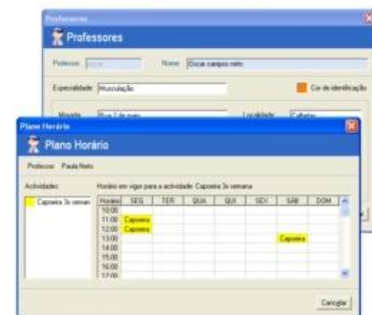 Professores
Professores
Professor: Nome: Oscar campos neto
Especialidade: Musculação Cor de identificação
Morada: Rua 2 de maio Localidade: Calhetas
Plano Horário
Plano Horário
Professor: Paula Neto
Actividades: Horário em vigor para a actividade: Capoeira 3x semana
Capoeira 3x seman
Horário SEG TER QUA QUI SEX SÁB DOM
10:00
11:00 Capoeira
12:00 Capoeira
13:00 Capoeira
14:00
15:00
16:00
17:00
Cancelar